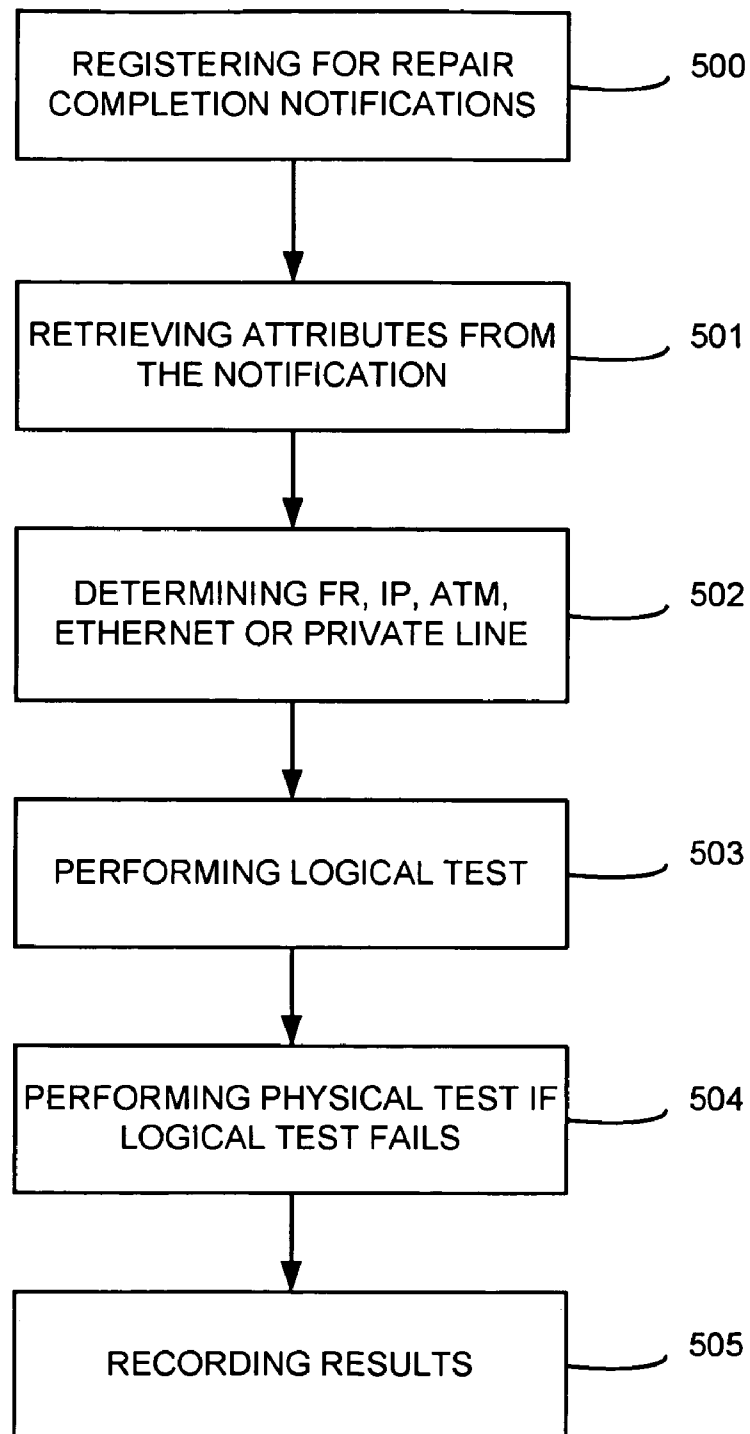 REGISTERING FOR REPAIR
COMPLETION NOTIFICATIONS
500
RETRIEVING ATTRIBUTES FROM
THE NOTIFICATION
501
DETERMINING FR, IP, ATM,
ETHERNET OR PRIVATE LINE
502
PERFORMING LOGICAL TEST
503
PERFORMING PHYSICAL TEST IF
LOGICAL TEST FAILS
504
RECORDING RESULTS
505